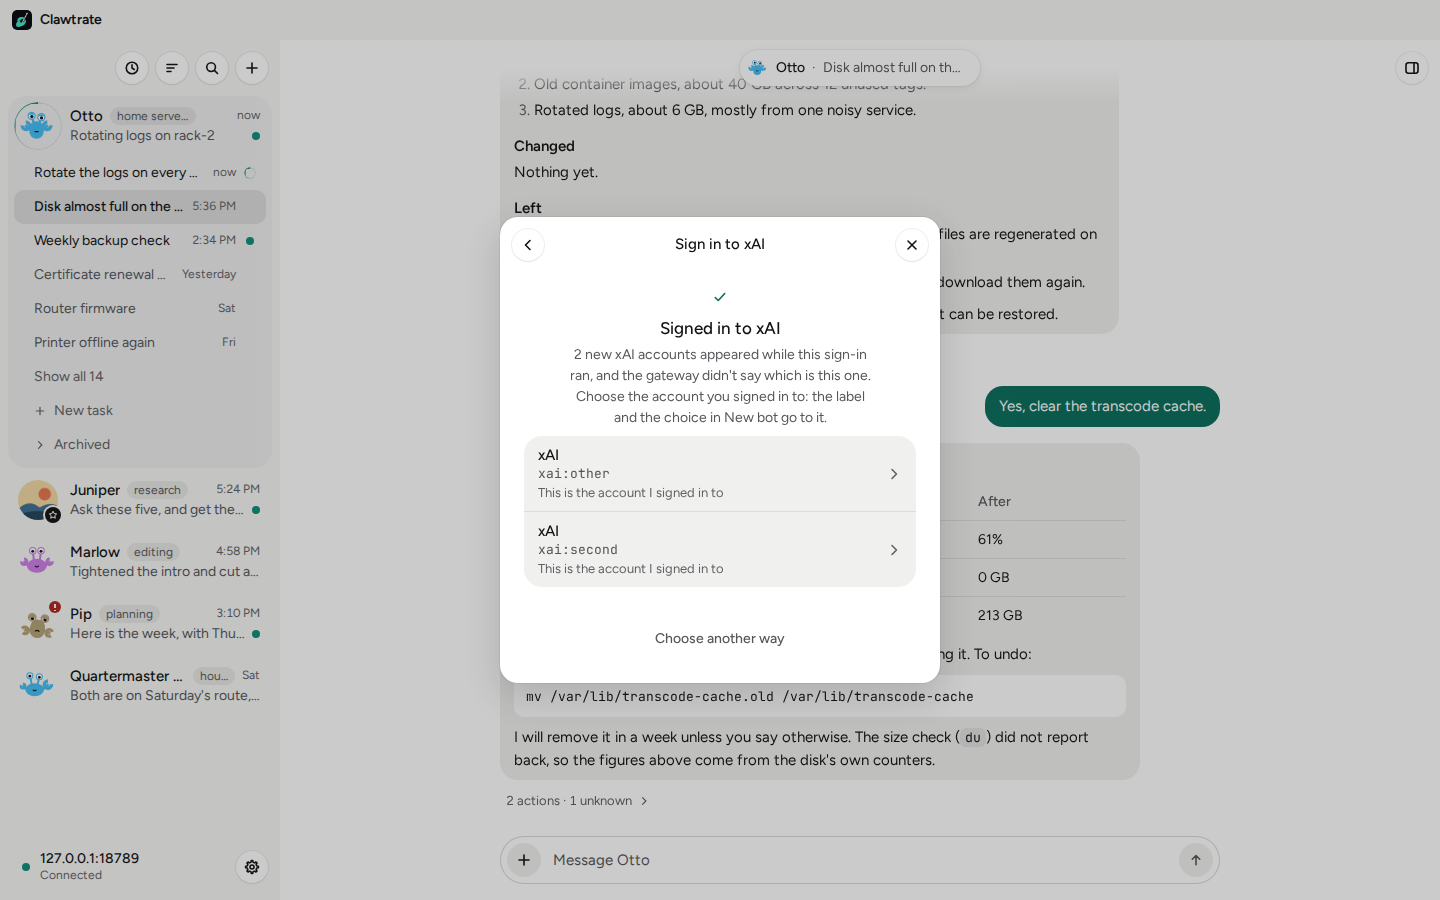 Clawtrate
Otto home serve... now
Rotating logs on rack-2
Rotate the logs on every ... now
Disk almost full on the ... 5:36 PM
Weekly backup check 2:34 PM
Certificate renewal ... Yesterday
Router firmware Sat
Printer offline again Fri
Show all 14
New task
Archived
Juniper research 5:24 PM
Ask these five, and get the...
Marlow editing 4:58 PM
Tightened the intro and cut a...
Pip planning 3:10 PM
Here is the week, with Thu...
Quartermaster ... hou... Sat
Both are on Saturday's route,...
127.0.0.1:18789
Connected
Otto · Disk almost full on th...
2. Old container images, about 40 GB across 12 unused tags.
3. Rotated logs, about 6 GB, mostly from one noisy service.
Changed
Nothing yet.
Left
files are regenerated on
download them again.
t can be restored.
Yes, clear the transcode cache.
After
61%
0 GB
213 GB
ng it. To undo:
mv /var/lib/transcode-cache.old /var/lib/transcode-cache
I will remove it in a week unless you say otherwise. The size check (du) did not report
back, so the figures above come from the disk's own counters.
2 actions · 1 unknown
Message Otto
Sign in to xAI
Signed in to xAI
2 new xAI accounts appeared while this sign-in
ran, and the gateway didn't say which is this one.
Choose the account you signed in to: the label
and the choice in New bot go to it.
xAI
xai:other
This is the account I signed in to
xAI
xai:second
This is the account I signed in to
Choose another way